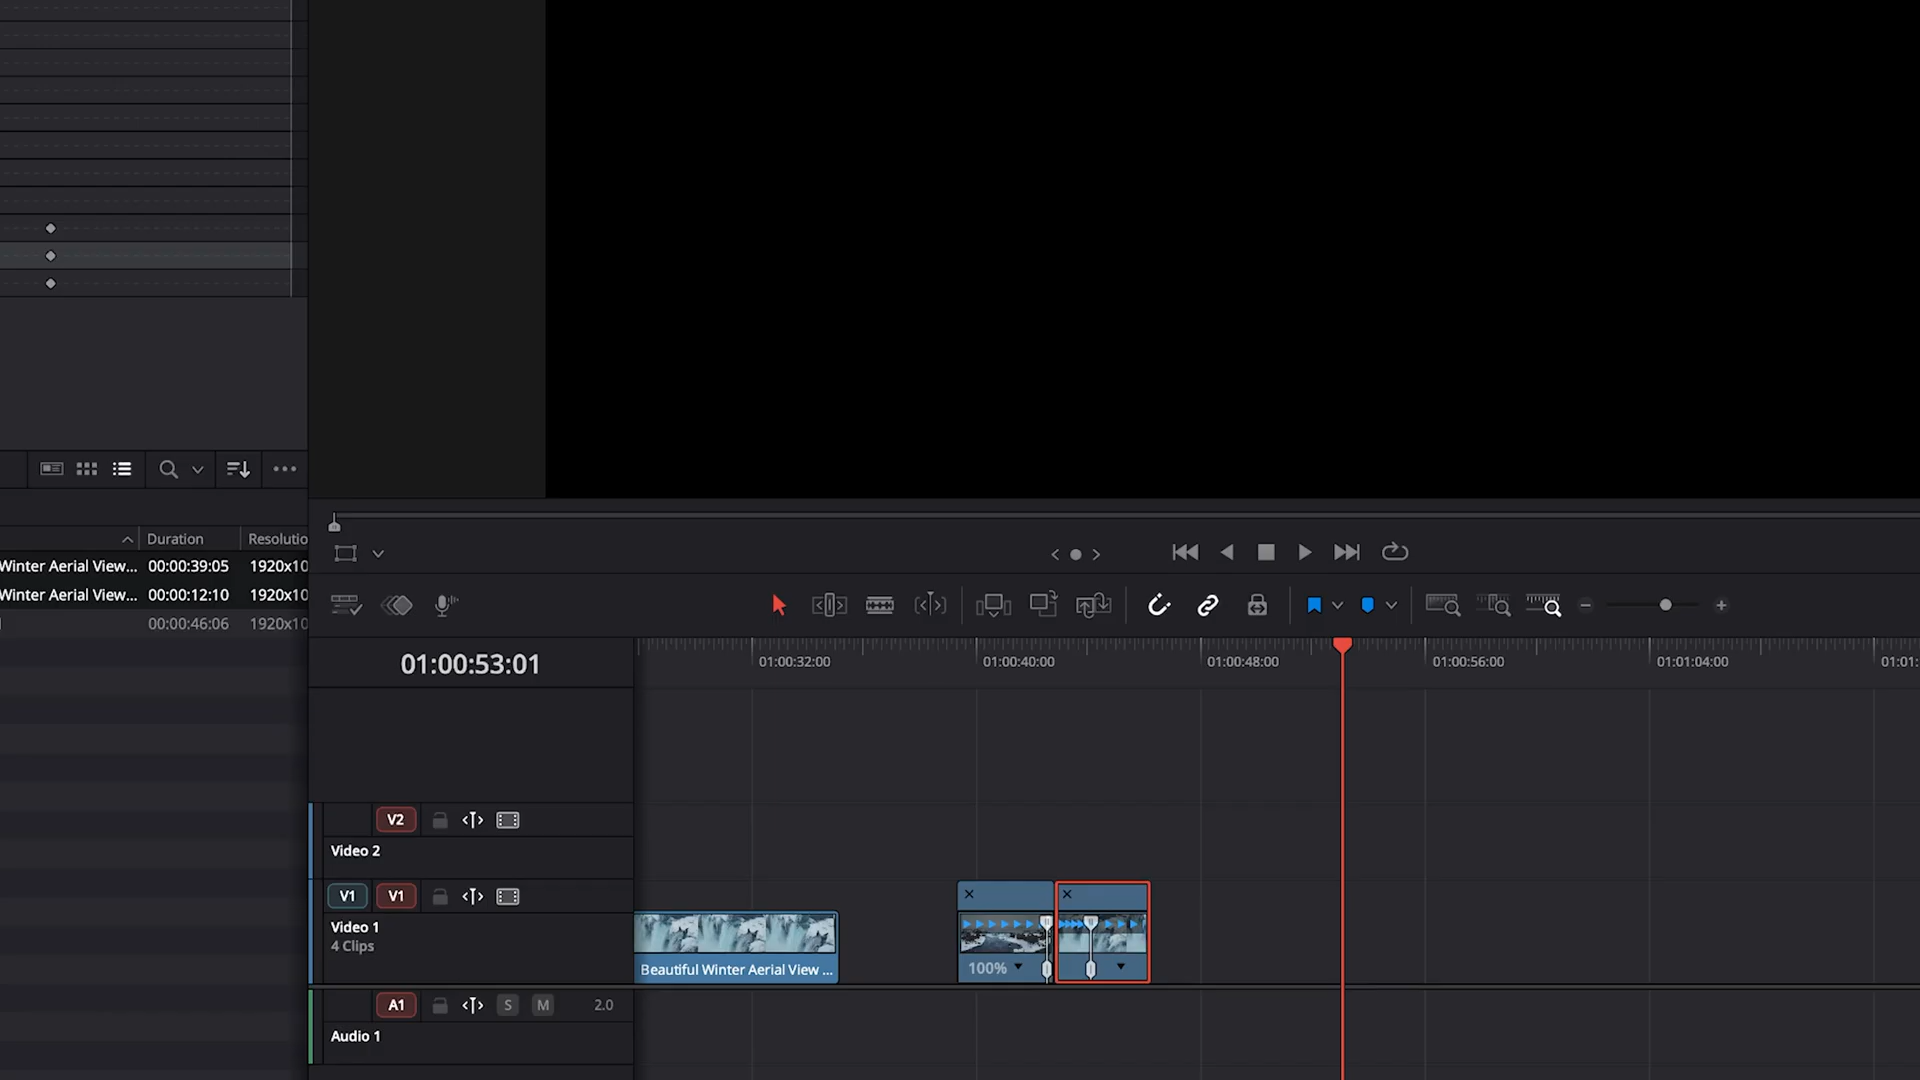 Duration
Resolutio
Winter Aerial View... 00:00:39:05 1920x10
Winter Aerial View... 00:00:12:10 1920x10
00:00:46:06 1920x10
01:00:53:01
01:00:32:00
01:00:40:00
01:00:48:00
01:00:56:00
01:01:04:00
01:01:
V2
Video 2
V1 V1
Video 1
4 Clips
Beautiful Winter Aerial View ...
100%
A1 S M 2.0
Audio 1